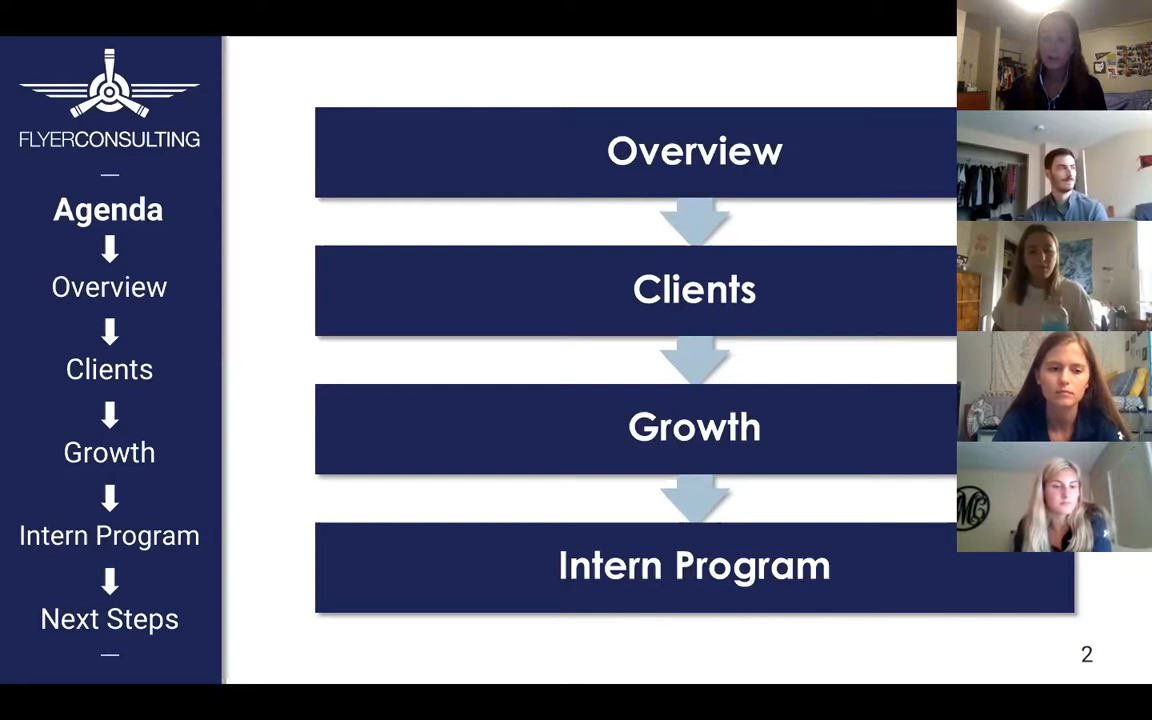 FLYERCONSULTING
Agenda
Overview
Clients
Growth
Intern Program
Next Steps
Overview
Clients
Growth
Intern Program
2